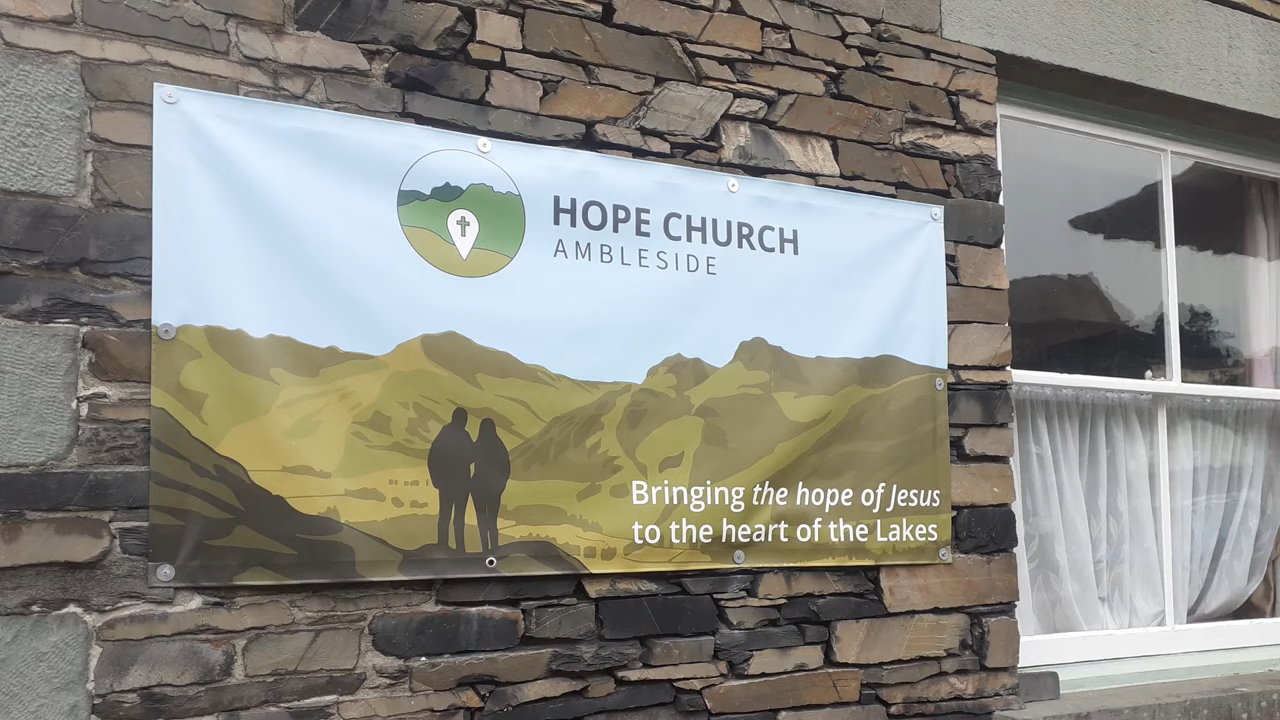 HOPE CHURCH
AMBLESIDE
Bringing the hope of Jesus
to the heart of the Lakes